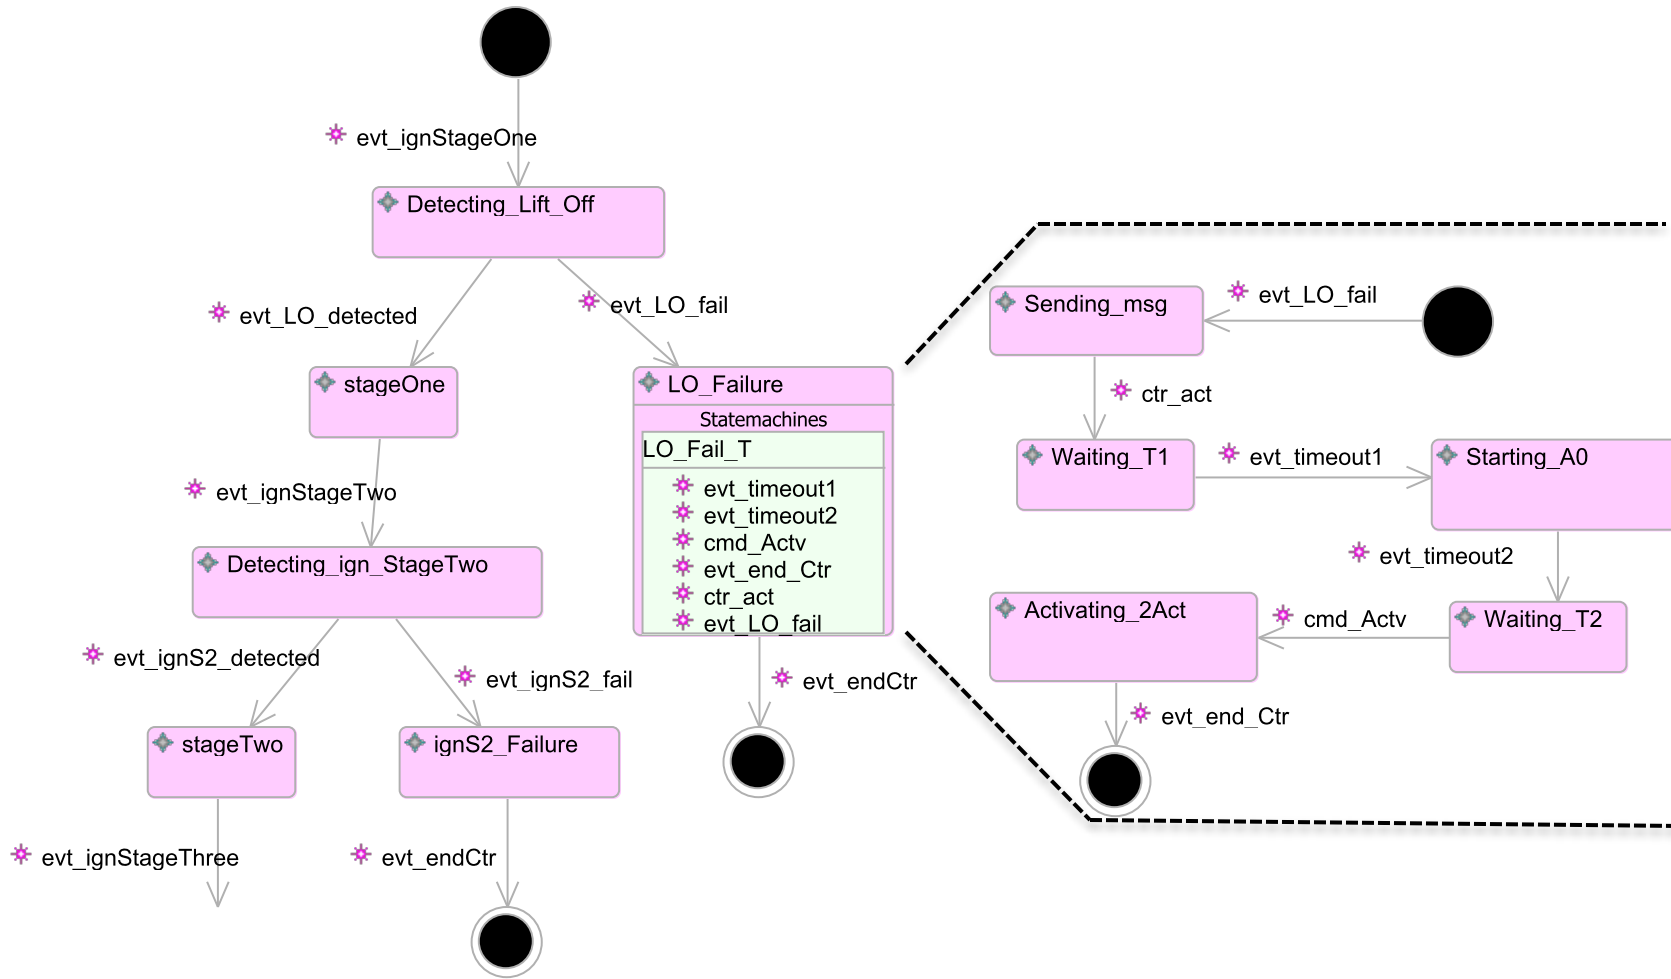 evt_ignStageOne
Detecting_Lift_Off
evt_LO_detected
evt_LO_fail
stageOne
LO_Failure
Statemachines
LO_Fail_T
evt_timeout1
evt_timeout2
cmd_Actv
evt_end_Ctr
ctr_act
evt_LO_fail
evt_ignStageTwo
Detecting_ign_StageTwo
evt_ignS2_detected
evt_ignS2_fail
evt_endCtr
stageTwo
ignS2_Failure
evt_ignStageThree
evt_endCtr
Sending_msg
evt_LO_fail
ctr_act
Waiting_T1
evt_timeout1
Starting_A0
evt_timeout2
Activating_2Act
cmd_Actv
Waiting_T2
evt_end_Ctr